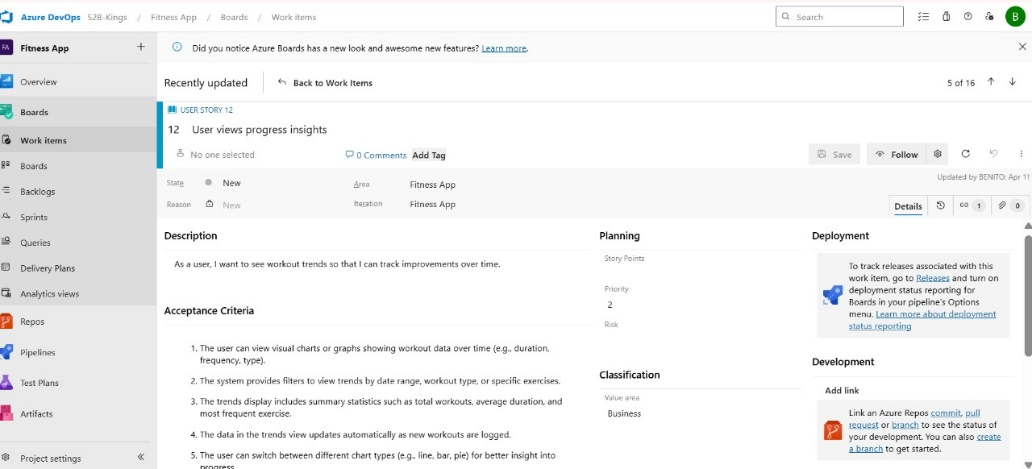 Azure DevOps S2B-Kings / Fitness App / Boards / Work items
Search
B
FA Fitness App +
Did you notice Azure Boards has a new look and awesome new features? Learn more.
Overview
Boards
Work items
Boards
Backlogs
Sprints
Queries
Delivery Plans
Analytics views
Repos
Pipelines
Test Plans
Artifacts
Project settings
Recently updated
Back to Work Items
5 of 16
USER STORY 12
12 User views progress insights
No one selected
0 Comments Add Tag
Save
Follow
State New
Area Fitness App
Updated by BENITO: Apr 11
Reason New
Iteration Fitness App
Details
1
0
Description
As a user, I want to see workout trends so that I can track improvements over time.
Acceptance Criteria
1. The user can view visual charts or graphs showing workout data over time (e.g., duration,
frequency, type).
2. The system provides filters to view trends by date range, workout type, or specific exercises.
3. The trends display includes summary statistics such as total workouts, average duration, and
most frequent exercise.
4. The data in the trends view updates automatically as new workouts are logged.
5. The user can switch between different chart types (e.g., line, bar, pie) for better insight into
progress.
Planning
Story Points
Priority
2
Risk
Classification
Value area
Business
Deployment
To track releases associated with this
work item, go to Releases and turn on
deployment status reporting for
Boards in your pipeline's Options
menu. Learn more about deployment
status reporting
Development
Add link
Link an Azure Repos commit, pull
request or branch to see the status of
your development. You can also create
a branch to get started.